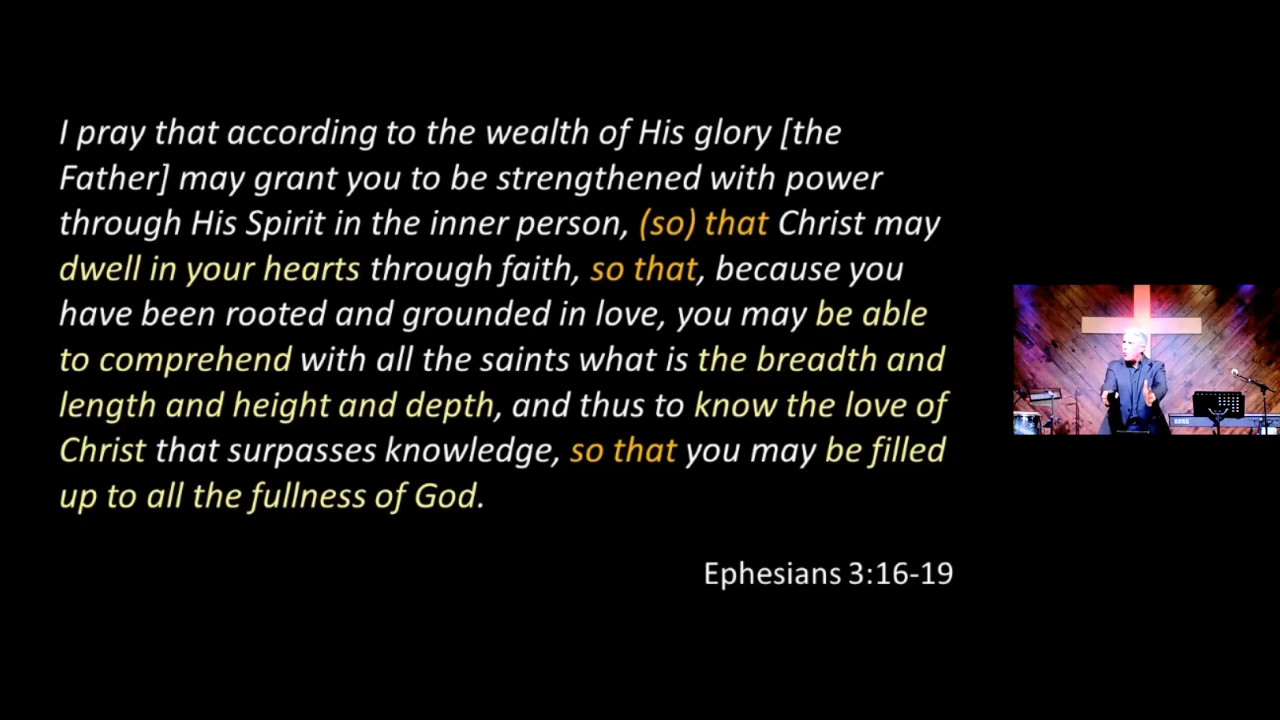 I pray that according to the wealth of His glory [the
Father] may grant you to be strengthened with power
through His Spirit in the inner person, (so) that Christ may
dwell in your hearts through faith, so that, because you
have been rooted and grounded in love, you may be able
to comprehend with all the saints what is the breadth and
length and height and depth, and thus to know the love of
Christ that surpasses knowledge, so that you may be filled
up to all the fullness of God.
Ephesians 3:16-19
KORG